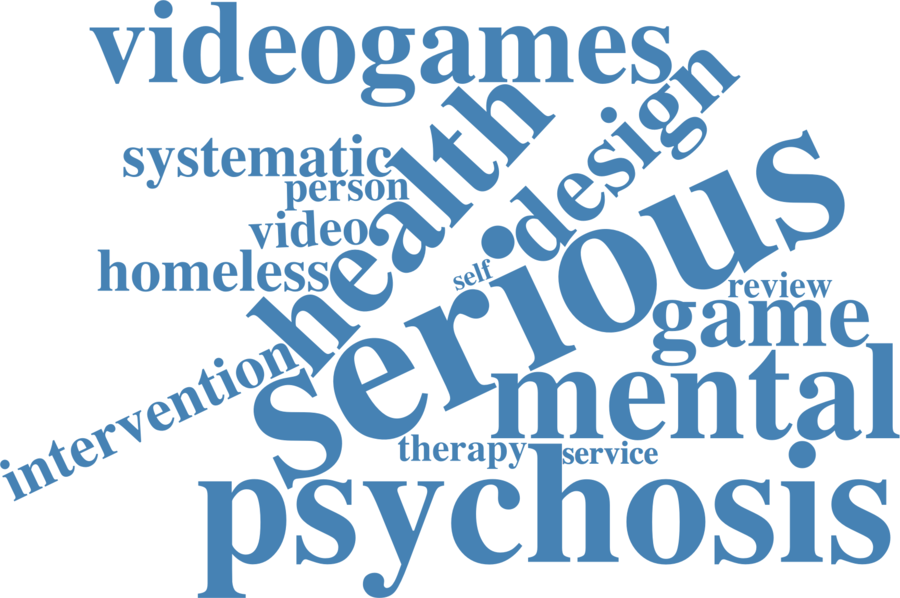 videogames
health
design
systematic
person
video
homeless
self
serious
review
game
intervention
mental
therapy
service
psychosis